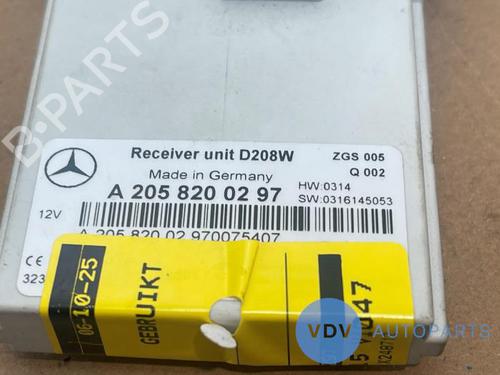 B-PARTS
Receiver unit D208W
ZGS 005
Made in Germany
Q 002
A 205 820 02 97
HW:0314
SW:0316145053
12V
A 205 820 02 970075407
CE
323
06-10-25
GEBRUIKT
VDV AUTOPARTS